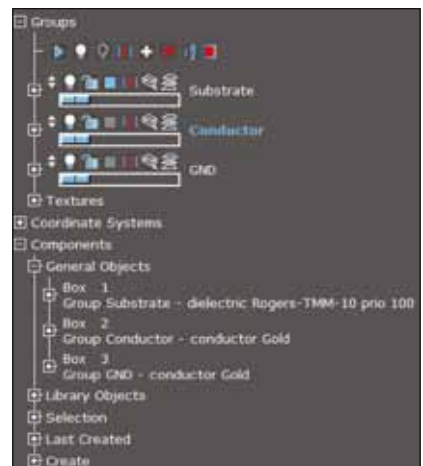 Groups
Substrate
Conductor
GND
Textures
Coordinate Systems
Components
General Objects
Box 1
Group Substrate - dielectric Rogers-TMM-10 prio 100
Box 2
Group Conductor - conductor Gold
Box 3
Group GND - conductor Gold
Library Objects
Selection
Last Created
Create